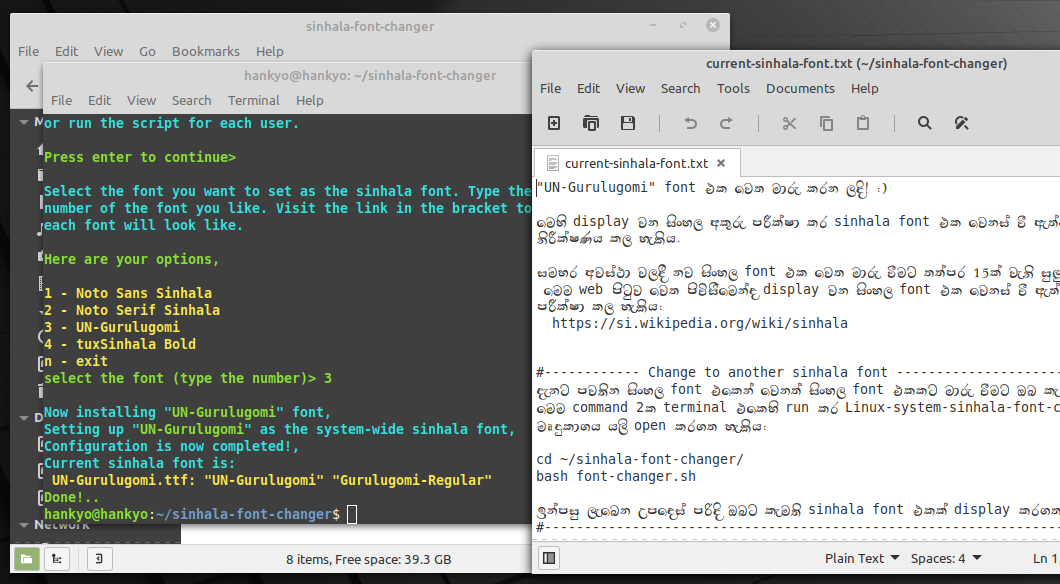 sinhala-font-changer
File Edit View Go Bookmarks Help
hankyo@hankyo: ~/sinhala-font-changer
File Edit View Search Terminal Help
or run the script for each user.
Press enter to continue>
Select the font you want to set as the sinhala font. Type the
number of the font you like. Visit the link in the bracket to
each font will look like.
Here are your options,
1 - Noto Sans Sinhala
2 - Noto Serif Sinhala
3 - UN-Gurulugomi
4 - tuxSinhala Bold
n - exit
select the font (type the number)> 3
Now installing "UN-Gurulugomi" font,
Setting up "UN-Gurulugomi" as the system-wide sinhala font,
Configuration is now completed!,
Current sinhala font is:
UN-Gurulugomi.ttf: "UN-Gurulugomi" "Gurulugomi-Regular"
Done!..
hankyo@hankyo:~/sinhala-font-changer$
Network
8 items, Free space: 39.3 GB
current-sinhala-font.txt (~/sinhala-font-changer)
File Edit View Search Tools Documents Help
current-sinhala-font.txt
"UN-Gurulugomi" font එක වෙත මාරු කරන ලදි! :)
මෙහි display වන සිංහල අකුරු පරීක්ෂා කර sinhala font එක වෙනස් වී
නිරීක්ෂණය කල හැකිය.
සමහර අවස්ථා වලදී නව සිංහල font එක වෙත මාරු වීමට තත්පර 15ක් වැනි
මෙම web පිටුව වෙත පිවිසීමෙන්ද display වන සිංහල font එක වෙනස් වී
පරීක්ෂා කල හැකිය:
https://si.wikipedia.org/wiki/sinhala
#------------ Change to another sinhala font ---------------------
දැනට පවතින සිංහල font එකෙන් වෙනත් සිංහල font එකකට මාරු වීමට ඔබ
මෙම command 2ක terminal එකෙහි run කර Linux-system-sinhala-font-c
මෘදුකාංගය යලි open කරගත හැකිය:
cd ~/sinhala-font-changer/
bash font-changer.sh
ඉන්පසු ලැබෙන උපදෙස් පරිදි ඔබට කැමති sinhala font එකක් display කරගත
#-----------------------------------------------------------------
Plain Text Spaces: 4 Ln 1,